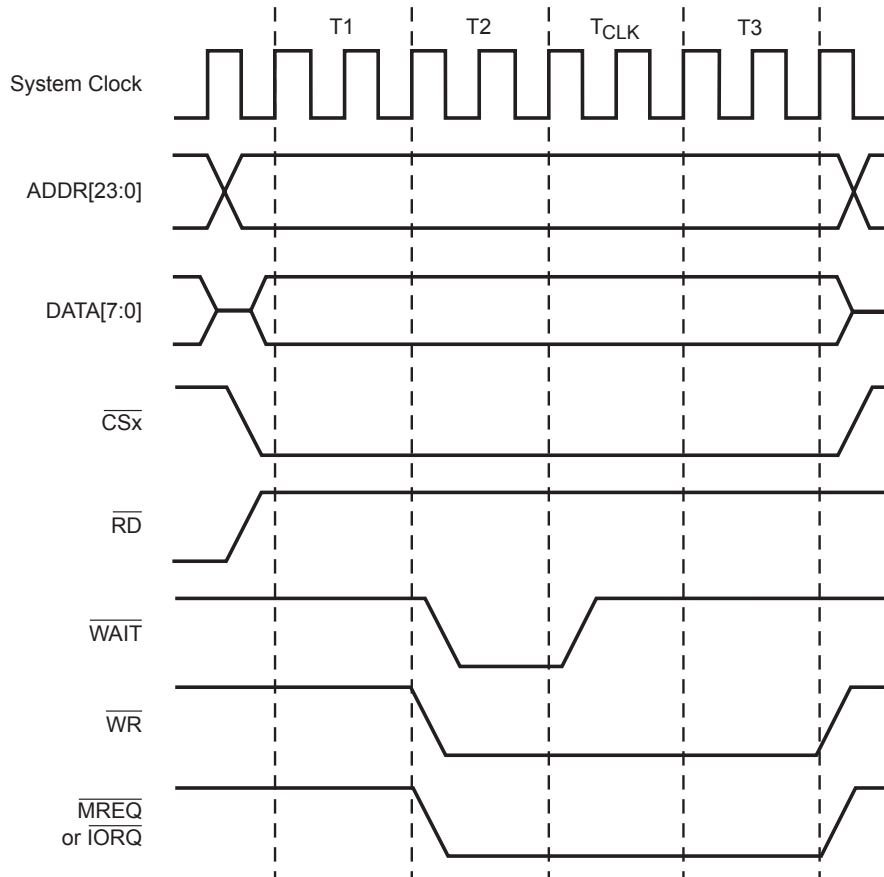 T1 T2 TCLK T3
System Clock
ADDR[23:0]
DATA[7:0]
CSx
RD
WAIT
WR
MREQ
or IORQ